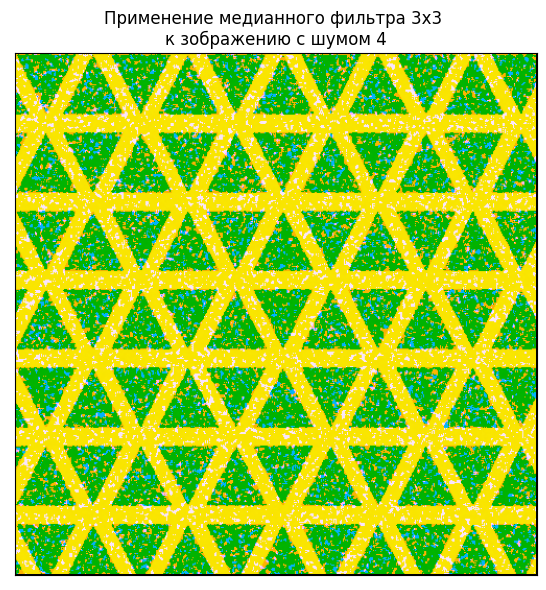 Применение медианного фильтра 3x3
к зображению с шумом 4